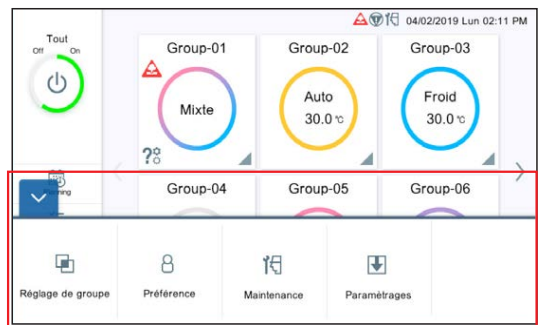 04/02/2019 Lun 02:11 PM
Tout
Off On
Group-01
Mixte
Group-02
Auto
30.0 °c
Group-03
Froid
30.0 °c
Group-04
Group-05
Group-06
Réglage de groupe
Préférence
Maintenance
Paramètrages